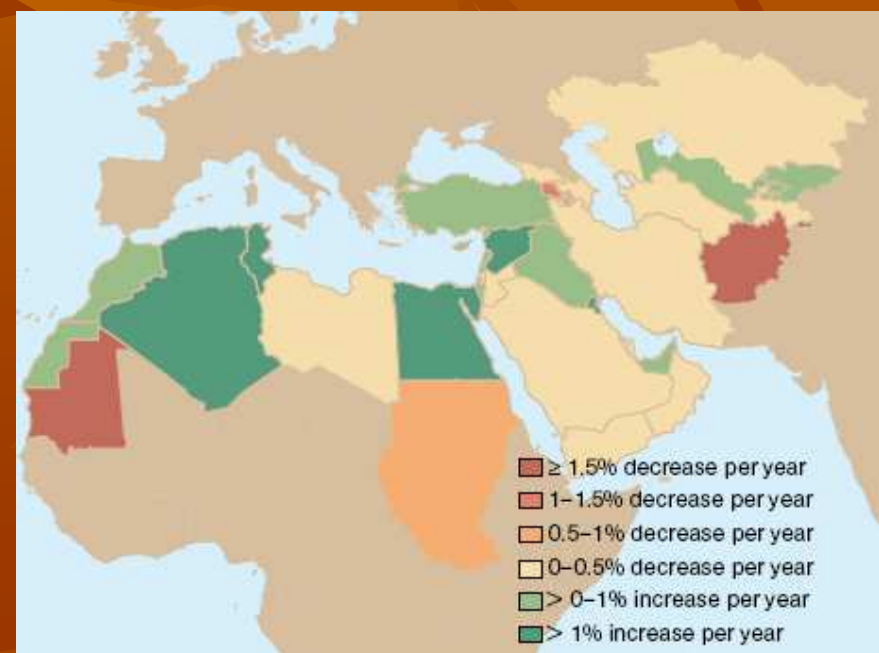 ≥ 1.5% decrease per year
1–1.5% decrease per year
0.5–1% decrease per year
0–0.5% decrease per year
> 0–1% increase per year
> 1% increase per year